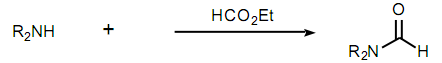 R₂NH + HCO₂Et O
R₂N H